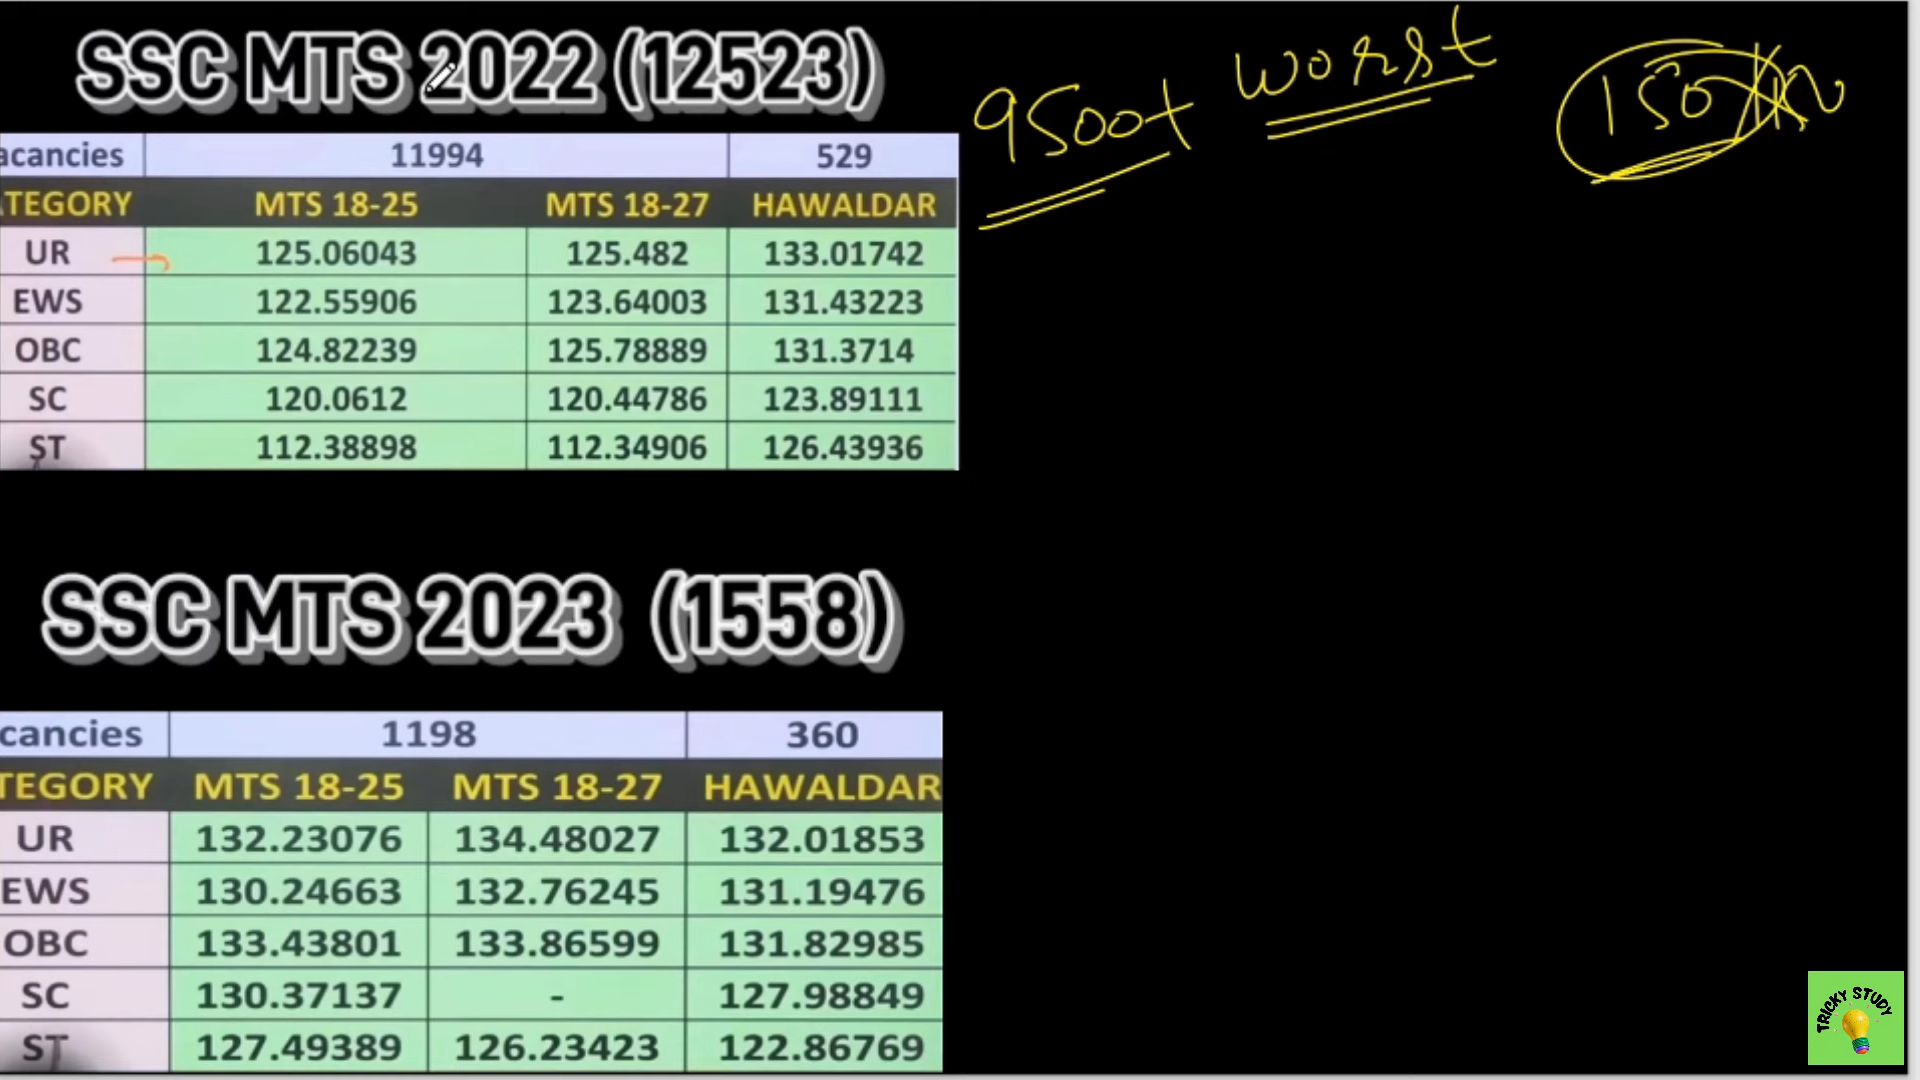 SSC MTS 2022 (12523)
9500+ worst 150
acancies 11994 529
TEGORY MTS 18-25 MTS 18-27 HAWALDAR
UR 125.06043 125.482 133.01742
EWS 122.55906 123.64003 131.43223
OBC 124.82239 125.78889 131.3714
SC 120.0612 120.44786 123.89111
ST 112.38898 112.34906 126.43936
SSC MTS 2023 (1558)
cancies 1198 360
TEGORY MTS 18-25 MTS 18-27 HAWALDAR
UR 132.23076 134.48027 132.01853
EWS 130.24663 132.76245 131.19476
OBC 133.43801 133.86599 131.82985
SC 130.37137 - 127.98849
ST 127.49389 126.23423 122.86769
TRICKY STUDY